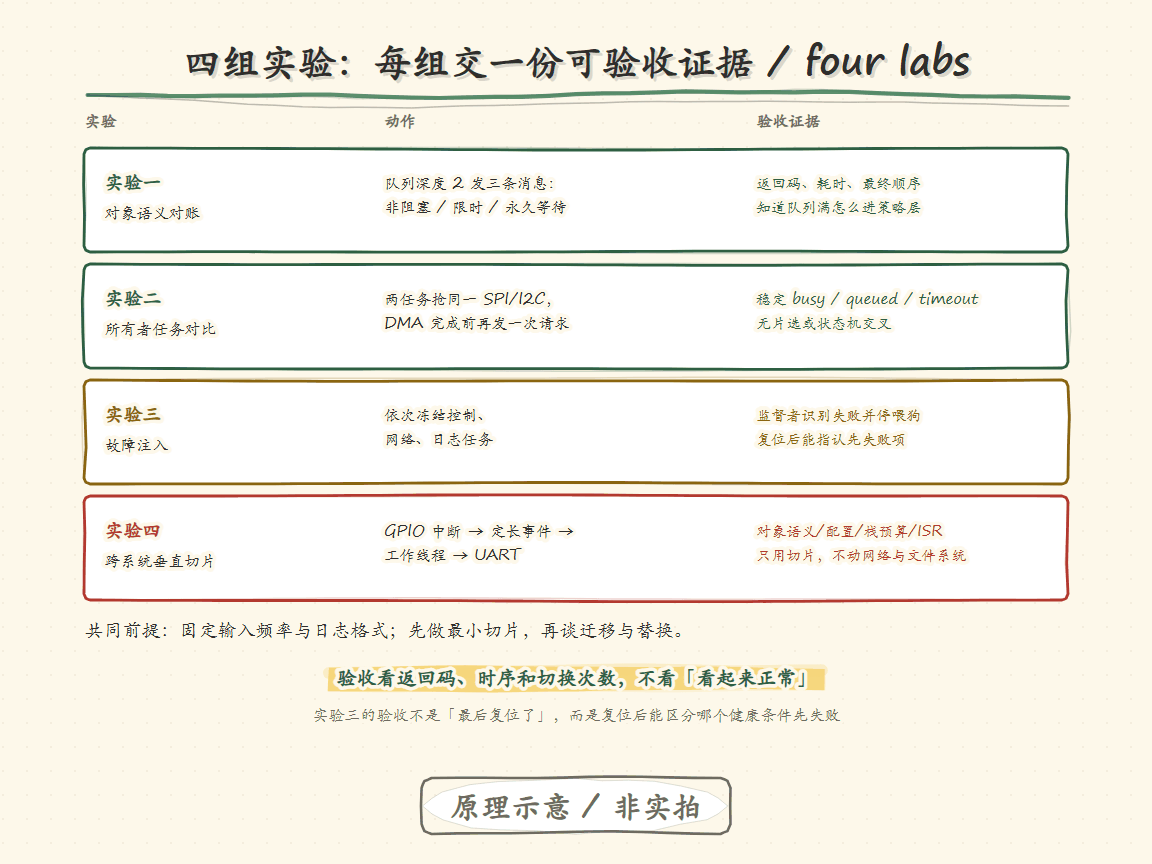 四组实验：每组交一份可验收证据 / four labs
实验
动作
验收证据
实验一
对象语义对账
队列深度 2 发三条消息：
非阻塞 / 限时 / 永久等待
返回码、耗时、最终顺序
知道队列满怎么进策略层
实验二
所有者任务对比
两任务抢同一 SPI/I2C，
DMA 完成前再发一次请求
稳定 busy / queued / timeout
无片选或状态机交叉
实验三
故障注入
依次冻结控制、
网络、日志任务
监督者识别失败并停喂狗
复位后能指认先失败项
实验四
跨系统垂直切片
GPIO 中断 → 定长事件 →
工作线程 → UART
对象语义/配置/栈预算/ISR
只用切片，不动网络与文件系统
共同前提：固定输入频率与日志格式；先做最小切片，再谈迁移与替换。
验收看返回码、时序和切换次数，不看「看起来正常」
实验三的验收不是「最后复位了」，而是复位后能区分哪个健康条件先失败
原理示意 / 非实拍